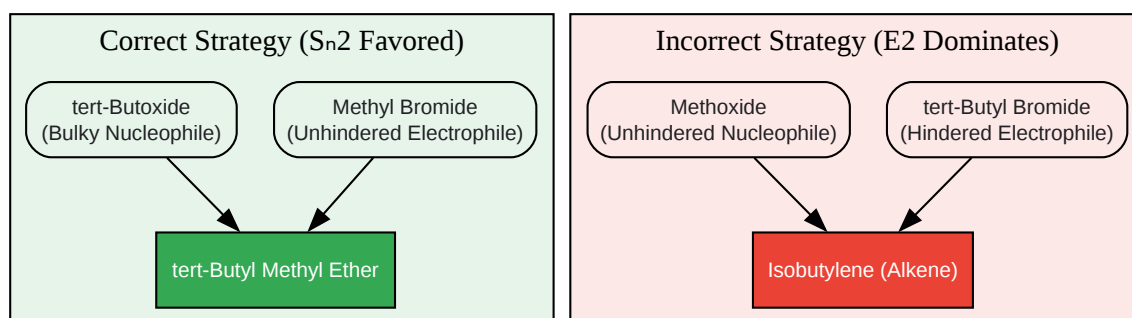 Correct Strategy (Sₙ2 Favored)
tert-Butoxide
(Bulky Nucleophile)
Methyl Bromide
(Unhindered Electrophile)
tert-Butyl Methyl Ether
Incorrect Strategy (E2 Dominates)
Methoxide
(Unhindered Nucleophile)
tert-Butyl Bromide
(Hindered Electrophile)
Isobutylene (Alkene)